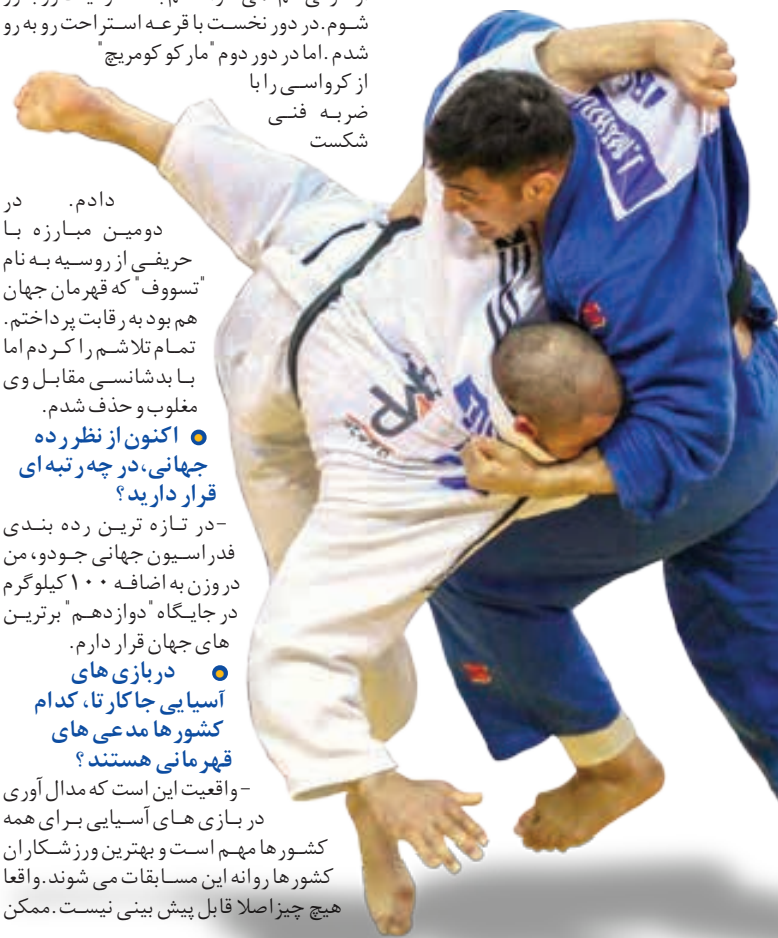 شوم. در دور نخست با قرعه استراحت رو به رو
شدم. اما در دور دوم "مارکو کومریچ"
از کرواسی را با
ضربه فنی
شکست
دادم. در
دومین مبارزه با
حریفی از روسیه به نام
"تسووف" که قهرمان جهان
هم بود به رقابت پرداختم.
تمام تلاشم را کردم اما
با بدشانسی مقابل وی
مغلوب و حذف شدم.
اکنون از نظر رده
جهانی، در چه رتبه ای
قرار دارید؟
-در تازه ترین رده بندی
فدراسیون جهانی جودو، من
در وزن به اضافه ۱۰۰ کیلوگرم
در جایگاه "دوازدهم" برترین
های جهان قرار دارم.
در بازی های
آسیایی جاکارتا، کدام
کشورها مدعی های
قهرمانی هستند؟
-واقعیت این است که مدال آوری
در بازی های آسیایی برای همه
کشورها مهم است و بهترین ورزشکاران
کشورها روانه این مسابقات می شوند. واقعا
هیچ چیز اصلا قابل پیش بینی نیست. ممکن